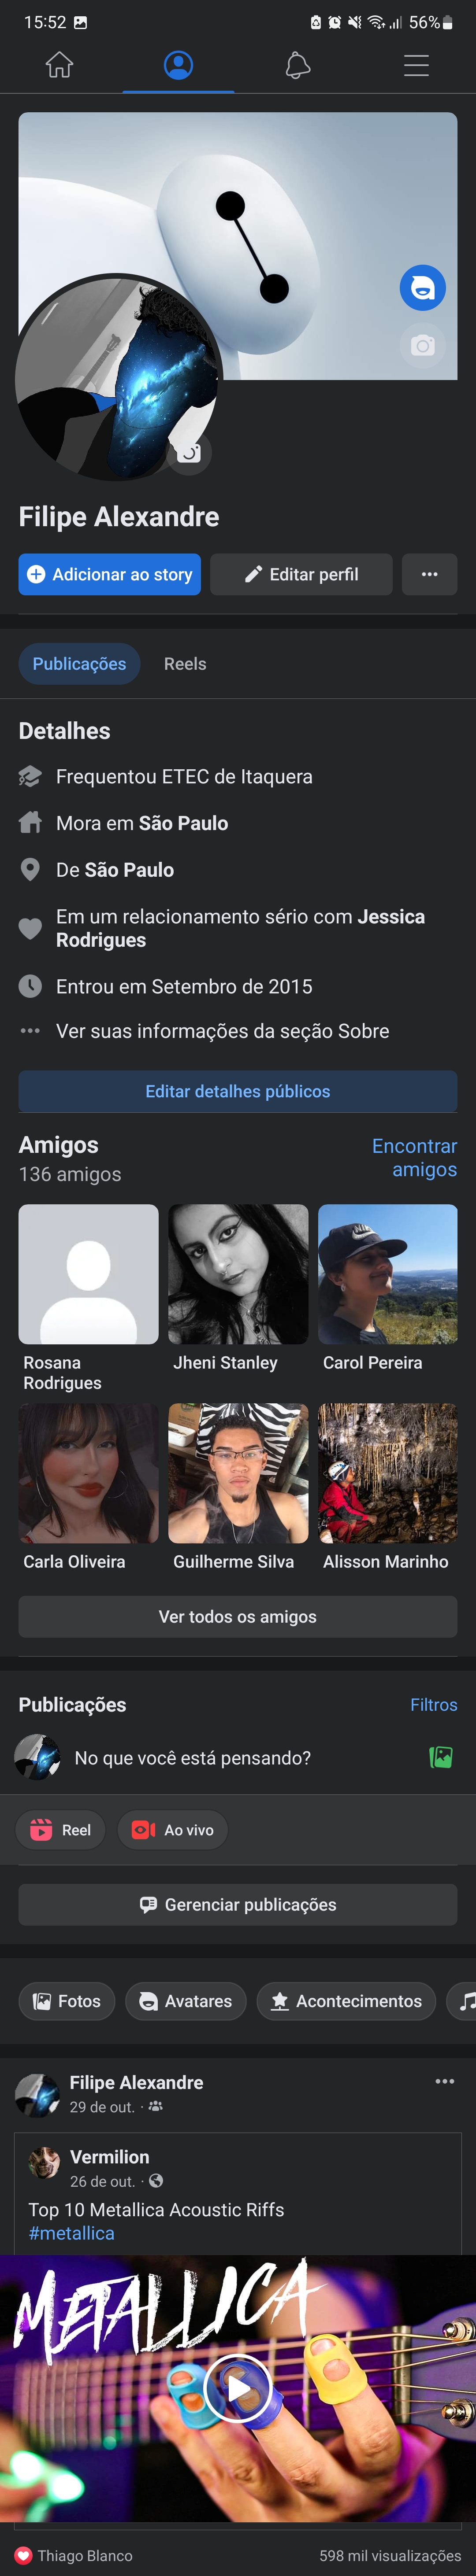 15:52
56%
Filipe Alexandre
Adicionar ao story
Editar perfil
Publicações
Reels
Detalhes
Frequentou ETEC de Itaquera
Mora em São Paulo
De São Paulo
Em um relacionamento sério com Jessica
Rodrigues
Entrou em Setembro de 2015
Ver suas informações da seção Sobre
Editar detalhes públicos
Amigos
136 amigos
Encontrar
amigos
Rosana
Rodrigues
Jheni Stanley
Carol Pereira
Carla Oliveira
Guilherme Silva
Alisson Marinho
Ver todos os amigos
Publicações
Filtros
No que você está pensando?
Reel
Ao vivo
Gerenciar publicações
Fotos
Avatares
Acontecimentos
Filipe Alexandre
29 de out. ·
Vermilion
26 de out. ·
Top 10 Metallica Acoustic Riffs
#metallica
METALLICA
Thiago Blanco
598 mil visualizações